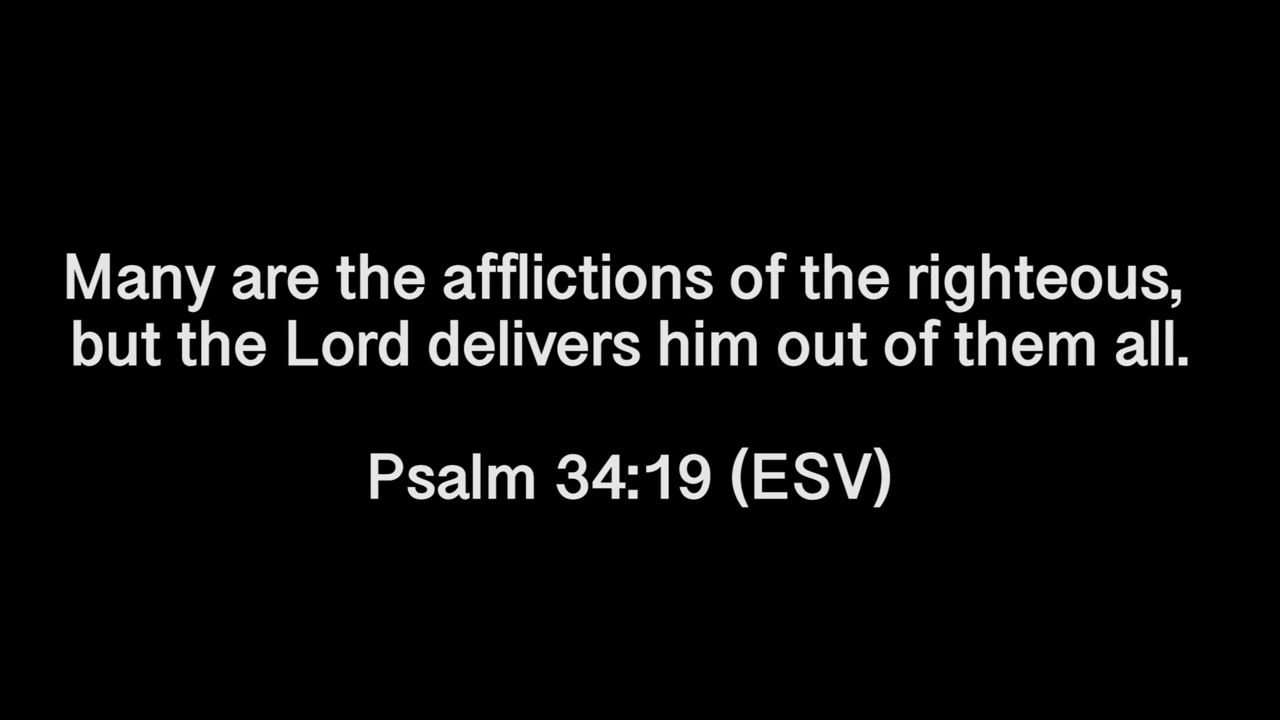 Many are the afflictions of the righteous,
but the Lord delivers him out of them all.
Psalm 34:19 (ESV)